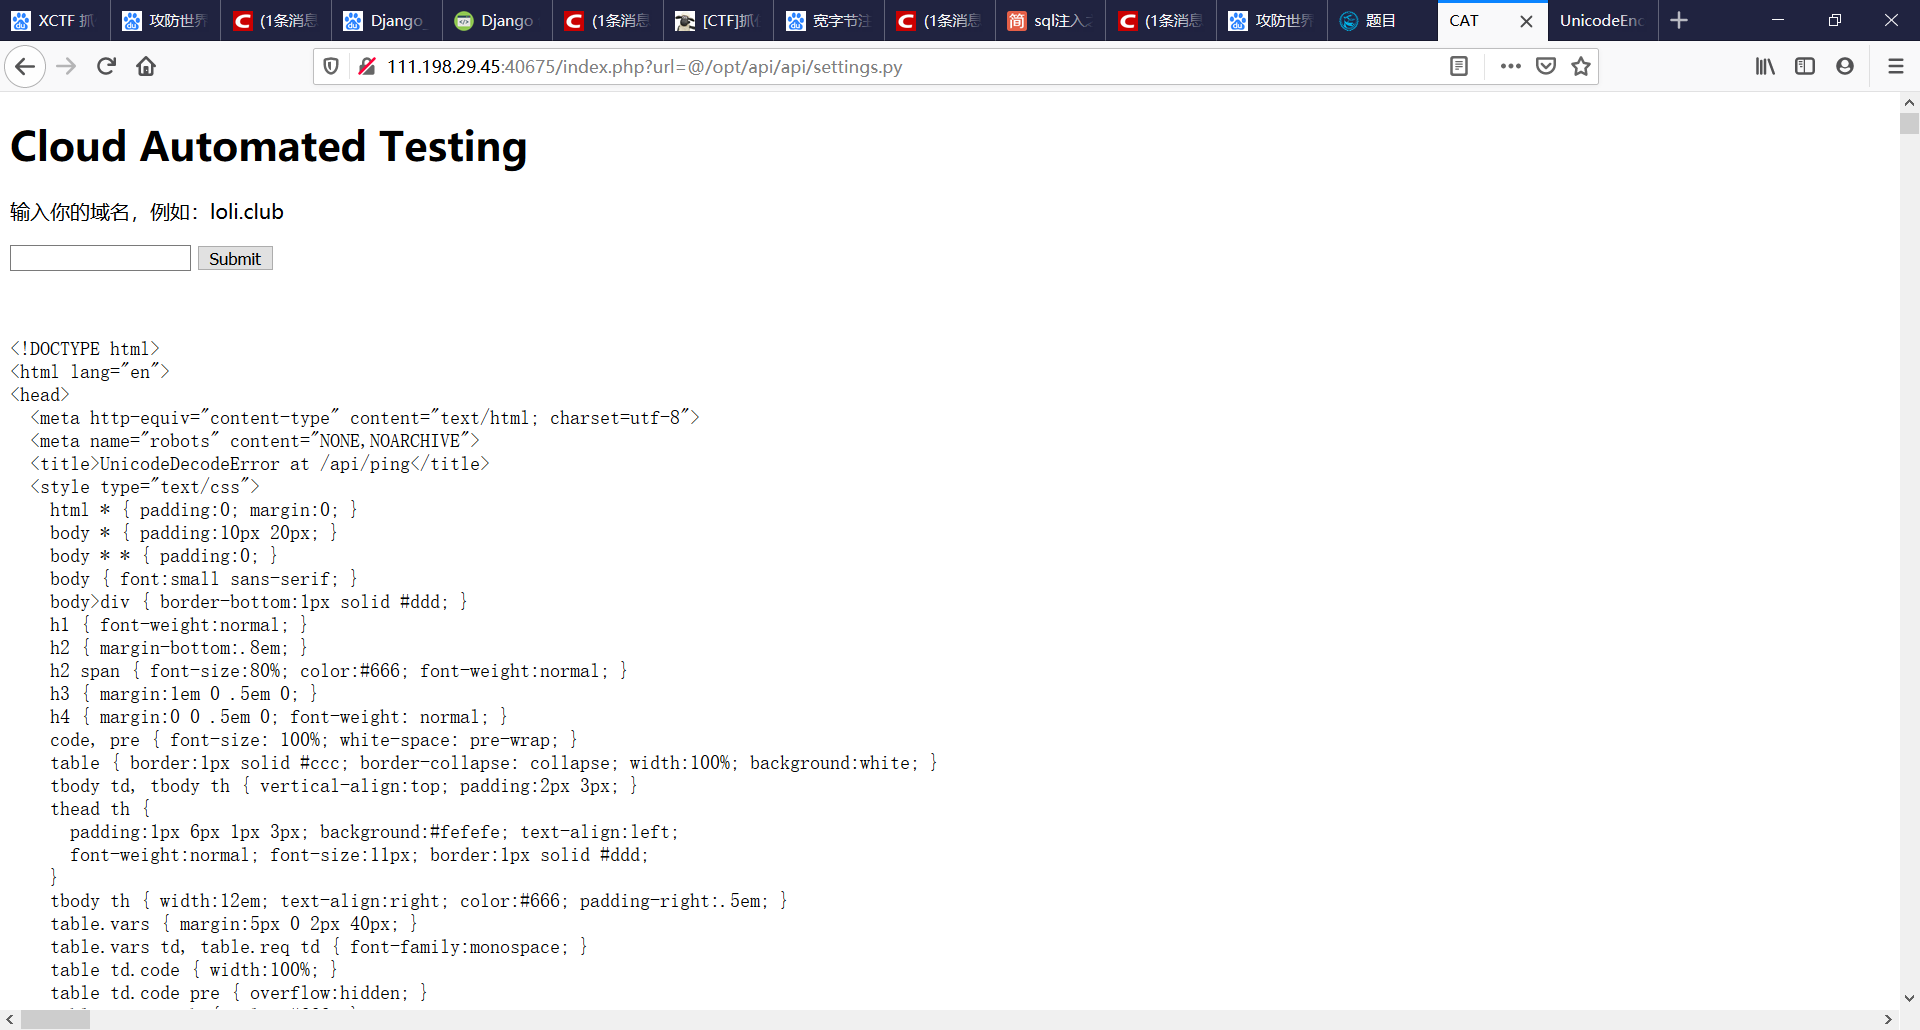 XCTF 抓
攻防世界
(1条消息
Django_
Django
(1条消息
[CTF]抓
宽字节注
(1条消息
sql注入
(1条消息
攻防世界
题目
CAT
UnicodeEnc
111.198.29.45:40675/index.php?url=@/opt/api/api/settings.py
Cloud Automated Testing
输入你的域名，例如：loli.club
Submit
<!DOCTYPE html>
<html lang="en">
<head>
  <meta http-equiv="content-type" content="text/html; charset=utf-8">
  <meta name="robots" content="NONE,NOARCHIVE">
  <title>UnicodeDecodeError at /api/ping</title>
  <style type="text/css">
    html * { padding:0; margin:0; }
    body * { padding:10px 20px; }
    body * * { padding:0; }
    body { font:small sans-serif; }
    body>div { border-bottom:1px solid #ddd; }
    h1 { font-weight:normal; }
    h2 { margin-bottom:.8em; }
    h2 span { font-size:80%; color:#666; font-weight:normal; }
    h3 { margin:1em 0 .5em 0; }
    h4 { margin:0 0 .5em 0; font-weight: normal; }
    code, pre { font-size: 100%; white-space: pre-wrap; }
    table { border:1px solid #ccc; border-collapse: collapse; width:100%; background:white; }
    tbody td, tbody th { vertical-align:top; padding:2px 3px; }
    thead th {
      padding:1px 6px 1px 3px; background:#fefefe; text-align:left;
      font-weight:normal; font-size:11px; border:1px solid #ddd;
    }
    tbody th { width:12em; text-align:right; color:#666; padding-right:.5em; }
    table.vars { margin:5px 0 2px 40px; }
    table.vars td, table.req td { font-family:monospace; }
    table td.code { width:100%; }
    table td.code pre { overflow:hidden; }